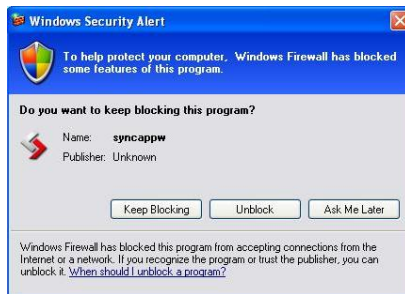 Windows Security Alert
To help protect your computer, Windows Firewall has blocked
some features of this program.
Do you want to keep blocking this program?
Name: syncappw
Publisher: Unknown
Keep Blocking Unblock Ask Me Later
Windows Firewall has blocked this program from accepting connections from the
Internet or a network. If you recognize the program or trust the publisher, you can
unblock it. When should I unblock a program?